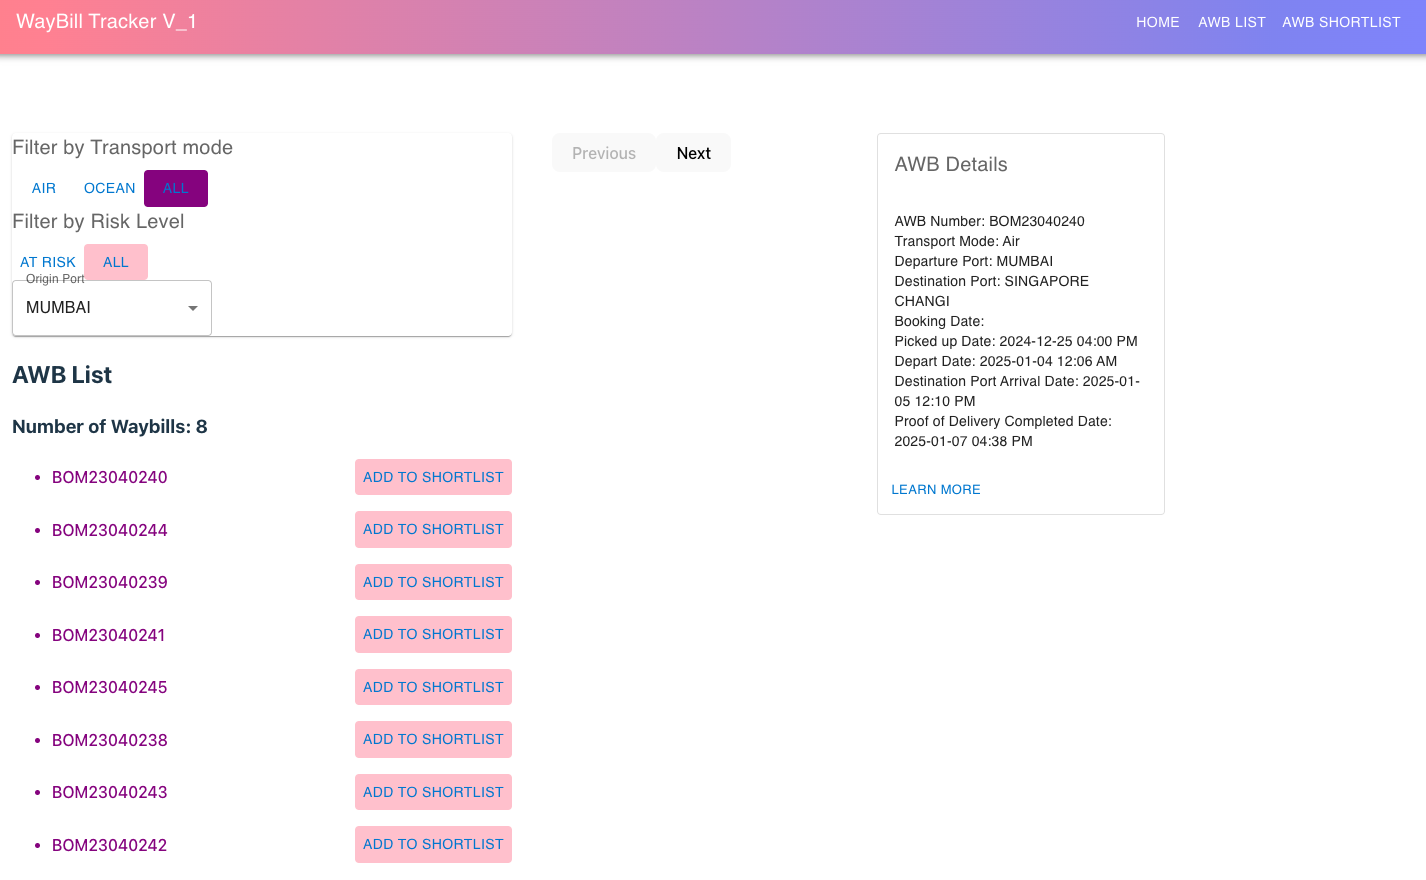 WayBill Tracker V_1
HOME AWB LIST AWB SHORTLIST
Filter by Transport mode
AIR OCEAN ALL
Filter by Risk Level
AT RISK ALL
Origin Port
MUMBAI
AWB List
Number of Waybills: 8
BOM23040240 ADD TO SHORTLIST
BOM23040244 ADD TO SHORTLIST
BOM23040239 ADD TO SHORTLIST
BOM23040241 ADD TO SHORTLIST
BOM23040245 ADD TO SHORTLIST
BOM23040238 ADD TO SHORTLIST
BOM23040243 ADD TO SHORTLIST
BOM23040242 ADD TO SHORTLIST
Previous Next
AWB Details
AWB Number: BOM23040240
Transport Mode: Air
Departure Port: MUMBAI
Destination Port: SINGAPORE
CHANGI
Booking Date:
Picked up Date: 2024-12-25 04:00 PM
Depart Date: 2025-01-04 12:06 AM
Destination Port Arrival Date: 2025-01-
05 12:10 PM
Proof of Delivery Completed Date:
2025-01-07 04:38 PM
LEARN MORE